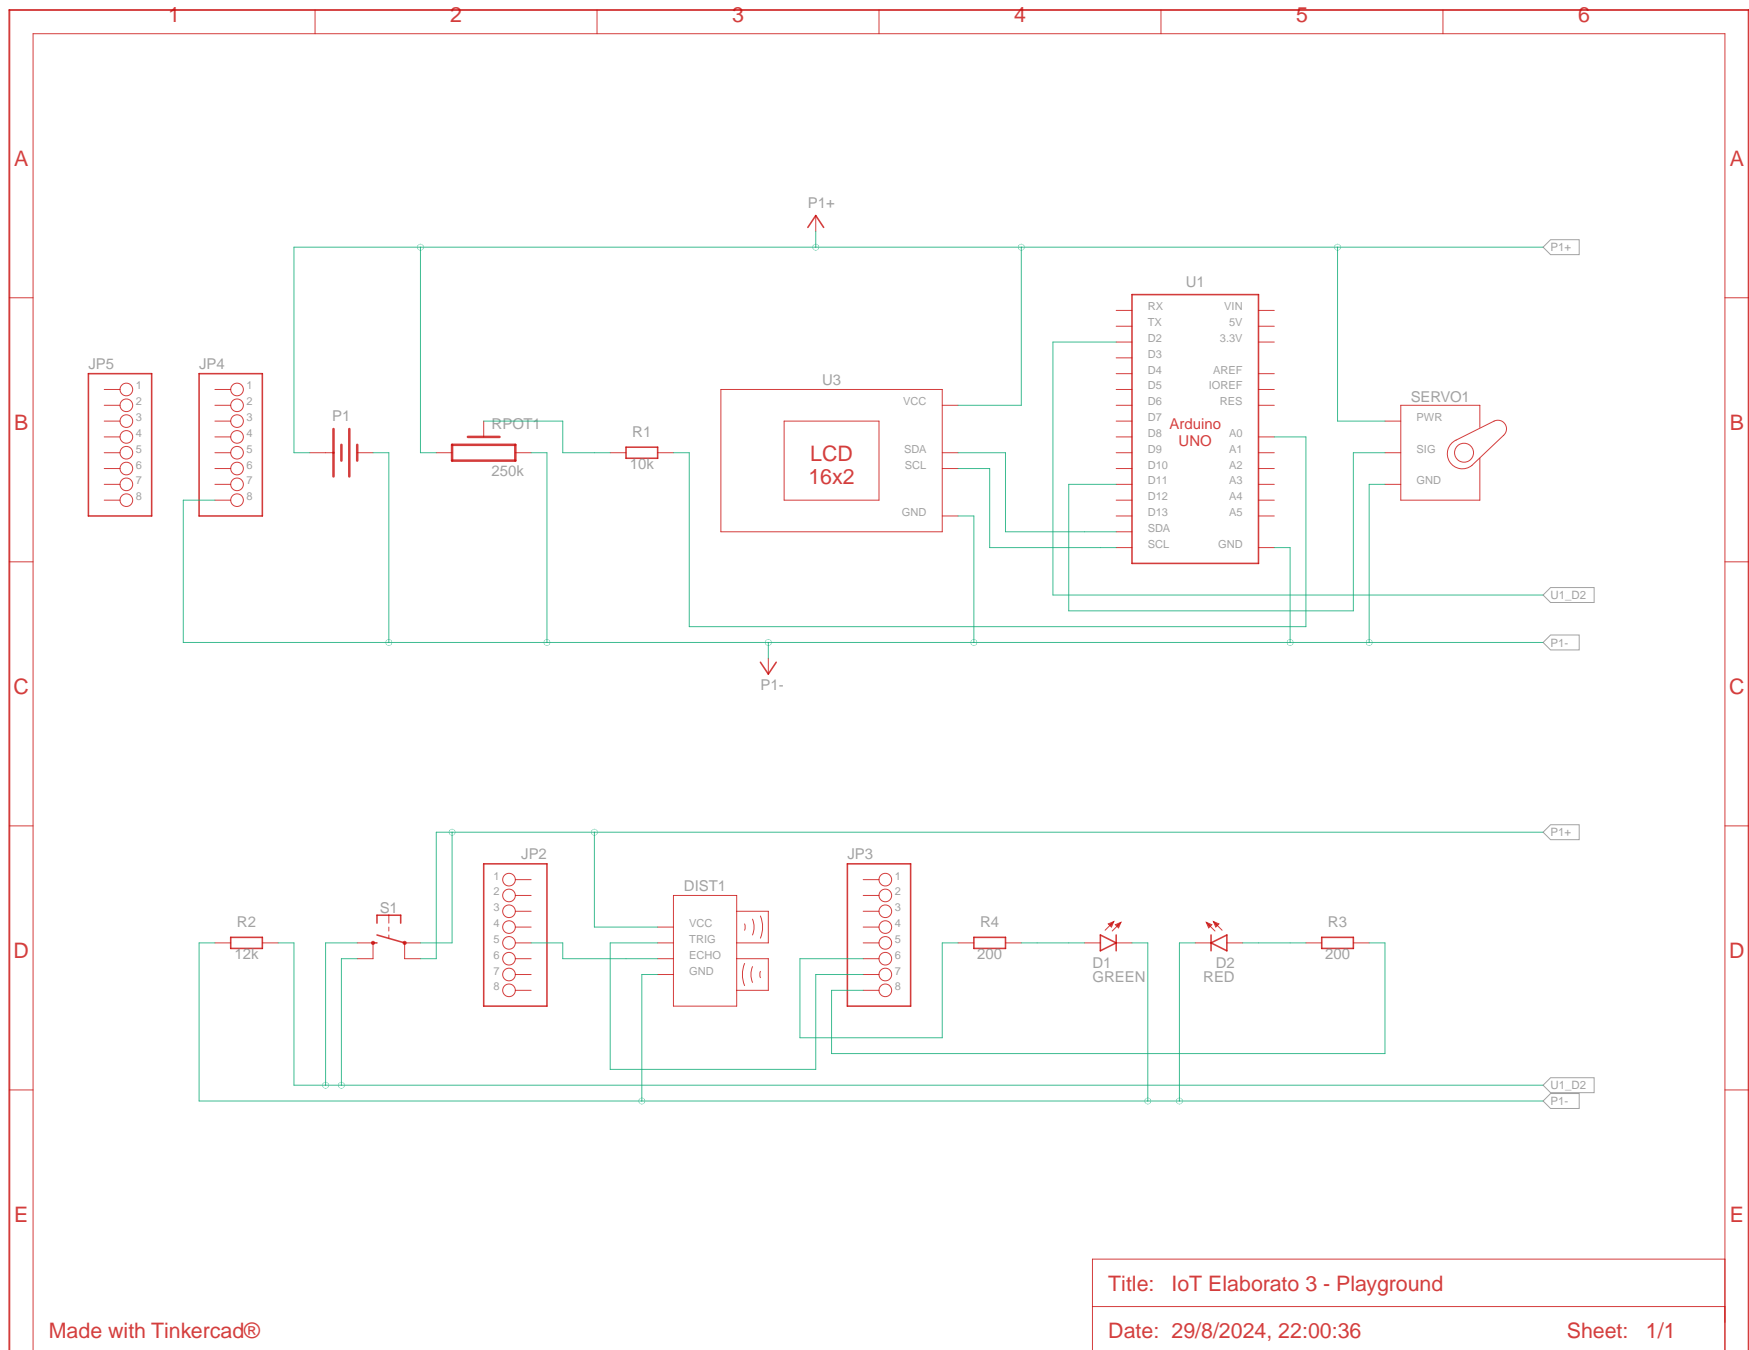 1 2 3 4 5 6
A A
P1+
P1+
U1
RX VIN
TX 5V
D2 3.3V
D3
D4 AREF
D5 IOREF
D6 RES
D7
D8 A0
D9 A1
D10 A2
D11 A3
D12 A4
D13 A5
SDA
SCL GND
Arduino
UNO
JP5
1
2
3
4
5
6
7
8
JP4
1
2
3
4
5
6
7
8
B B
P1
RPOT1
250k
R1
10k
U3
VCC
SDA
SCL
GND
LCD
16x2
SERVO1
PWR
SIG
GND
U1_D2
P1-
P1-
C C
P1+
JP2
1
2
3
4
5
6
7
8
DIST1
VCC
TRIG
ECHO
GND
JP3
1
2
3
4
5
6
7
8
D D
R2
12k
S1
R4
200
D1
GREEN
D2
RED
R3
200
U1_D2
P1-
E E
Title: IoT Elaborato 3 - Playground
Made with Tinkercad®
Date: 29/8/2024, 22:00:36 Sheet: 1/1